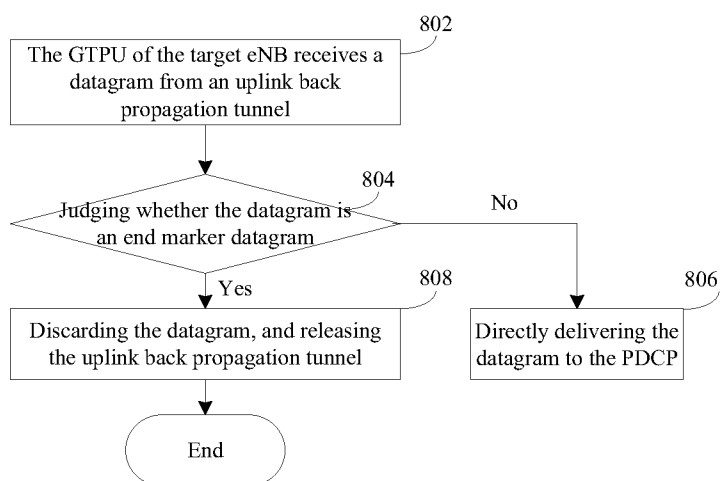 802
The GTPU of the target eNB receives a
datagram from an uplink back
propagation tunnel
804
Judging whether the datagram is
an end marker datagram
No
Yes
808
Discarding the datagram, and releasing
the uplink back propagation tunnel
806
Directly delivering the
datagram to the PDCP
End